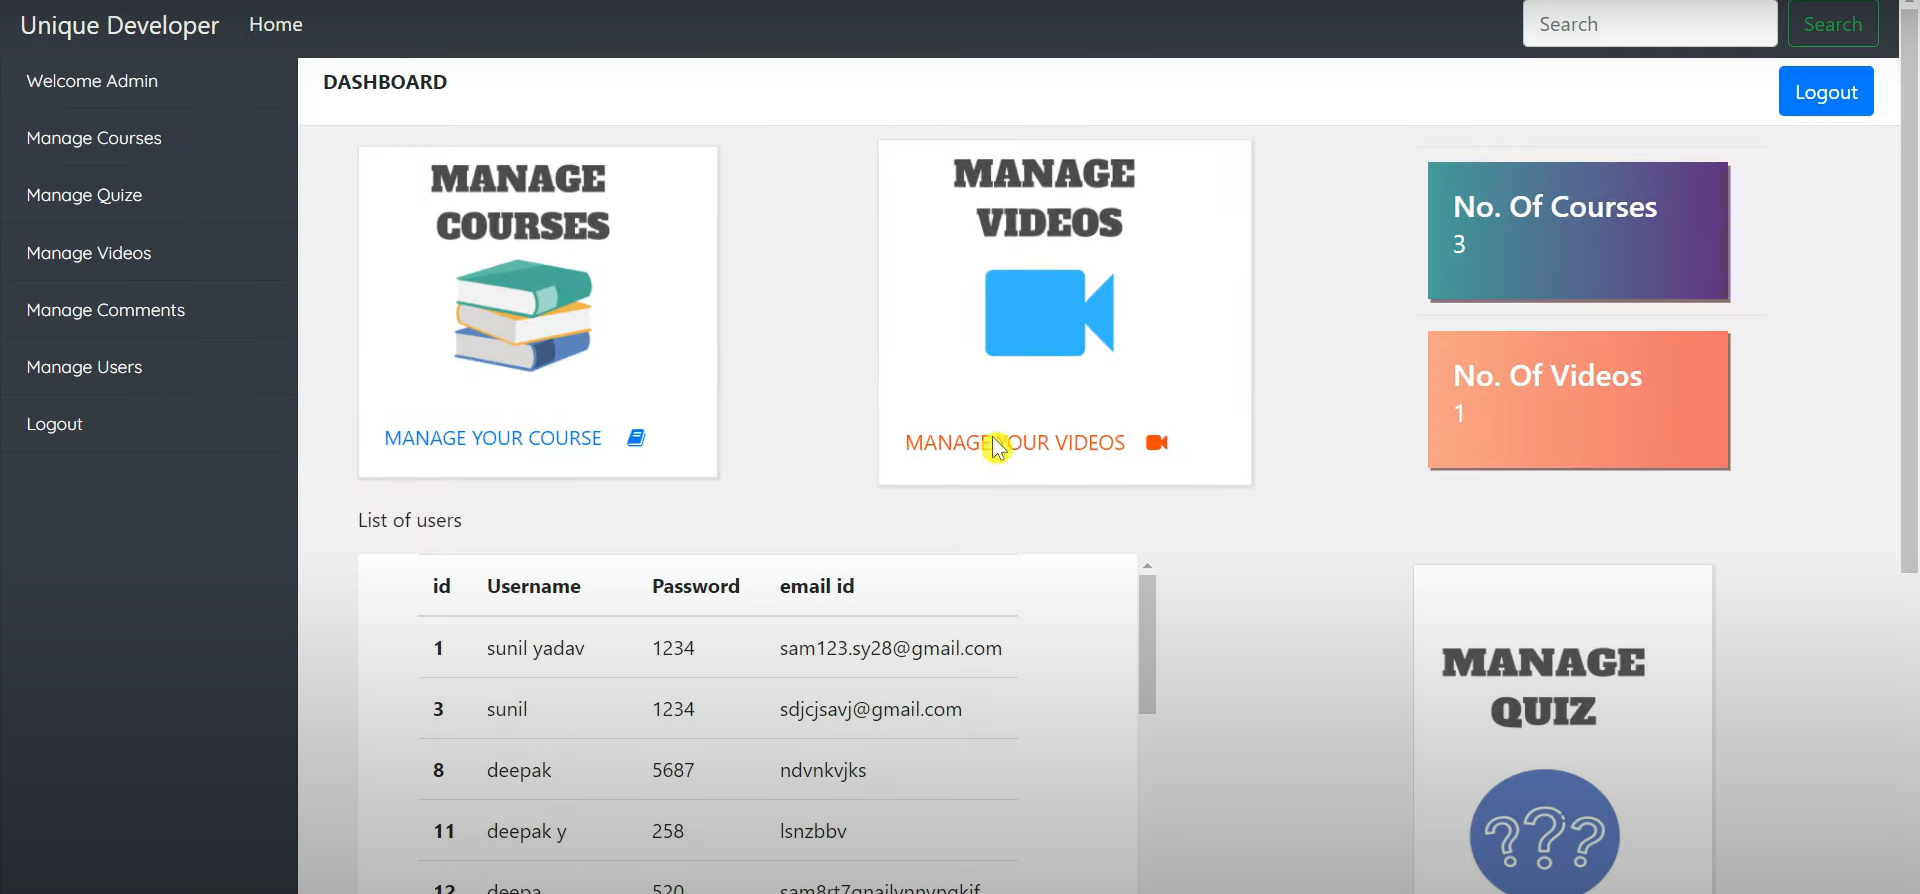 Unique Developer Home Search Search
Welcome Admin
Manage Courses
Manage Quize
Manage Videos
Manage Comments
Manage Users
Logout
DASHBOARD
Logout
MANAGE
COURSES
MANAGE YOUR COURSE
MANAGE
VIDEOS
MANAGE YOUR VIDEOS
No. Of Courses
3
No. Of Videos
1
List of users
id Username Password email id
1 sunil yadav 1234 sam123.sy28@gmail.com
3 sunil 1234 sdjcjsavj@gmail.com
8 deepak 5687 ndvnkvjks
11 deepak y 258 lsnzbbv
12 deepa 520
MANAGE
QUIZ
???